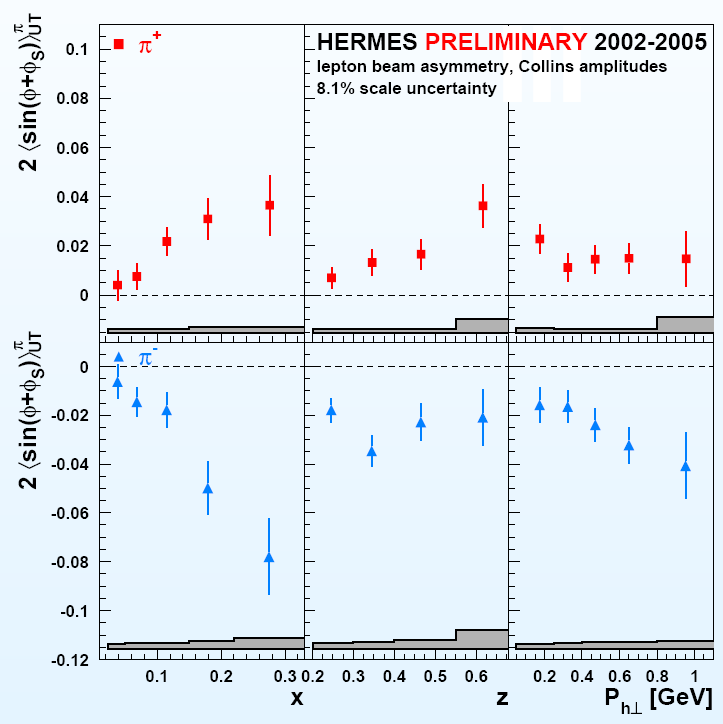 HERMES PRELIMINARY 2002-2005
lepton beam asymmetry, Collins amplitudes
8.1% scale uncertainty
π+
2 ⟨sin(ϕ+ϕS)⟩πUT
0.1
0.08
0.06
0.04
0.02
0
π-
2 ⟨sin(ϕ+ϕS)⟩πUT
0
-0.02
-0.04
-0.06
-0.08
-0.1
-0.12
0.1 0.2 0.3 0.2 0.3 0.4 0.5 0.6 0.2 0.4 0.6 0.8 1
x z Ph⊥ [GeV]